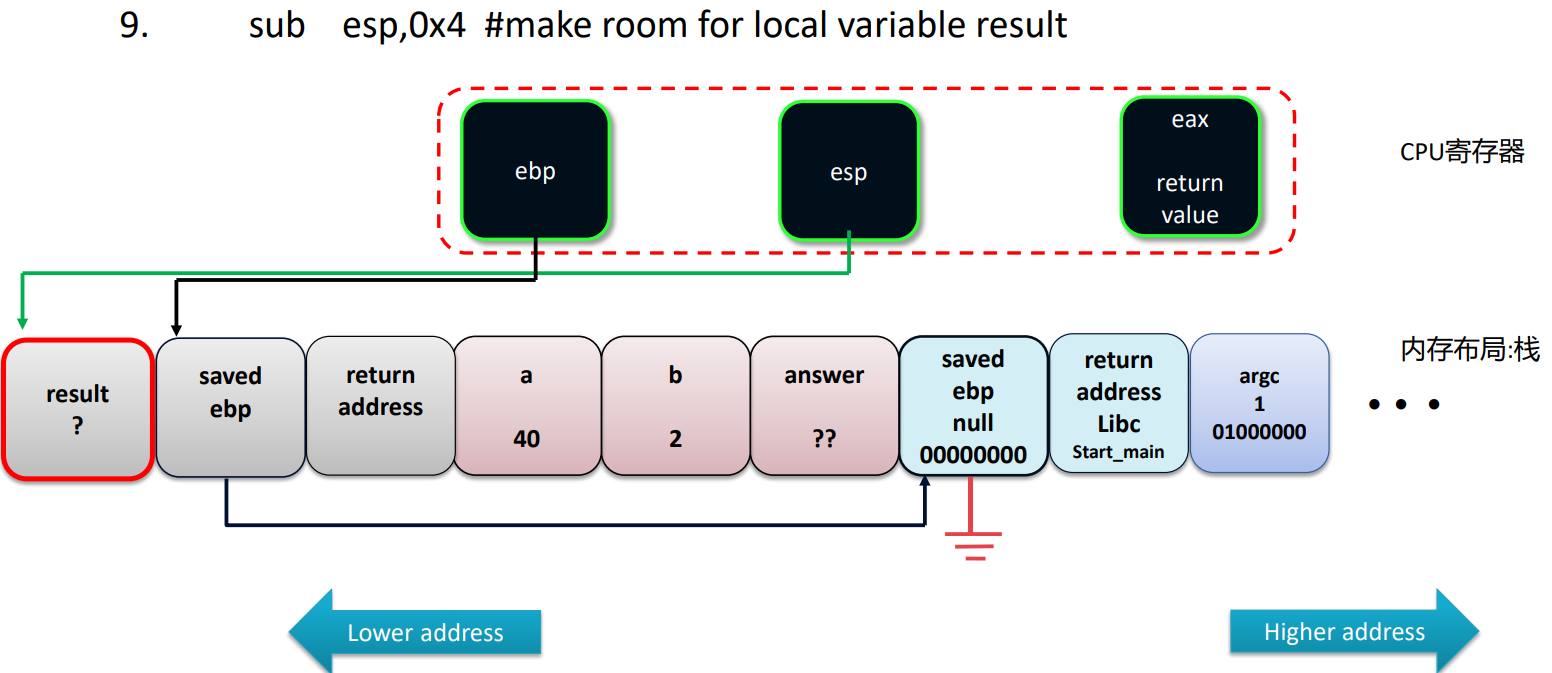 9. sub esp,0x4 #make room for local variable result
ebp
esp
eax
return
value
CPU寄存器
内存布局:栈
result
?
saved
ebp
return
address
a
40
b
2
answer
??
saved
ebp
null
00000000
return
address
Libc
Start_main
argc
1
01000000
• • •
Lower address
Higher address